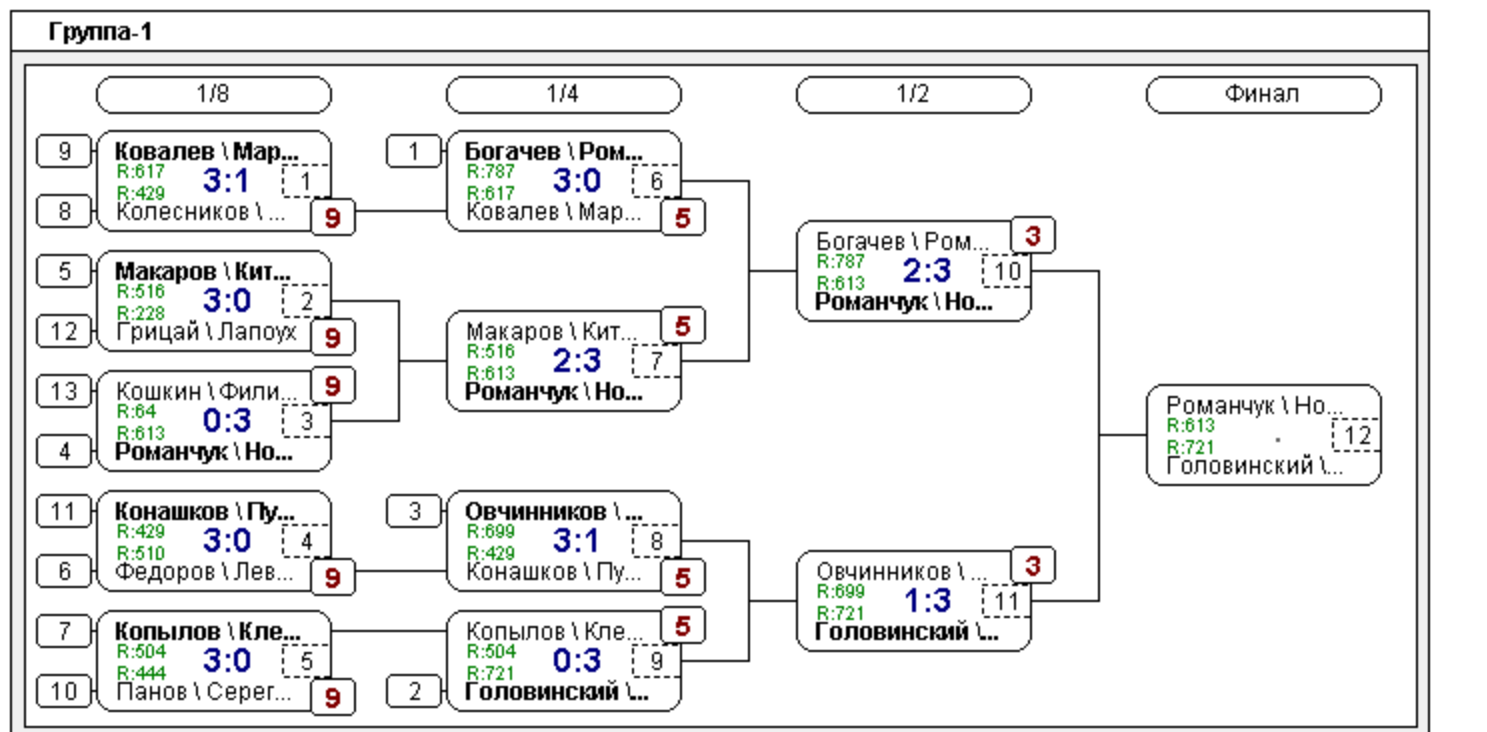 Группа-1
1/8
1/4
1/2
Финал
9
Ковалев \ Мар...
R:617
3:1
1
R:429
8
Колесников \ ...
9
5
Макаров \ Кит...
R:516
3:0
2
R:228
12
Грицай \ Лапоух
9
13
Кошкин \ Фили...
9
R:64
0:3
3
R:613
4
Романчук \ Но...
11
Конашков \ Пу...
R:429
3:0
4
R:510
6
Федоров \ Лев...
9
7
Копылов \ Кле...
R:504
3:0
5
R:444
10
Панов \ Серег...
9
1
Богачев \ Ром...
R:787
3:0
6
R:617
Ковалев \ Мар...
5
Макаров \ Кит...
5
R:516
2:3
7
R:613
Романчук \ Но...
3
Овчинников \ ...
R:699
3:1
8
R:429
Конашков \ Пу...
5
Копылов \ Кле...
5
R:504
0:3
9
R:721
2
Головинский \...
Богачев \ Ром...
3
R:787
2:3
10
R:613
Романчук \ Но...
Овчинников \ ...
3
R:699
1:3
11
R:721
Головинский \...
Романчук \ Но...
R:613
12
R:721
Головинский \...